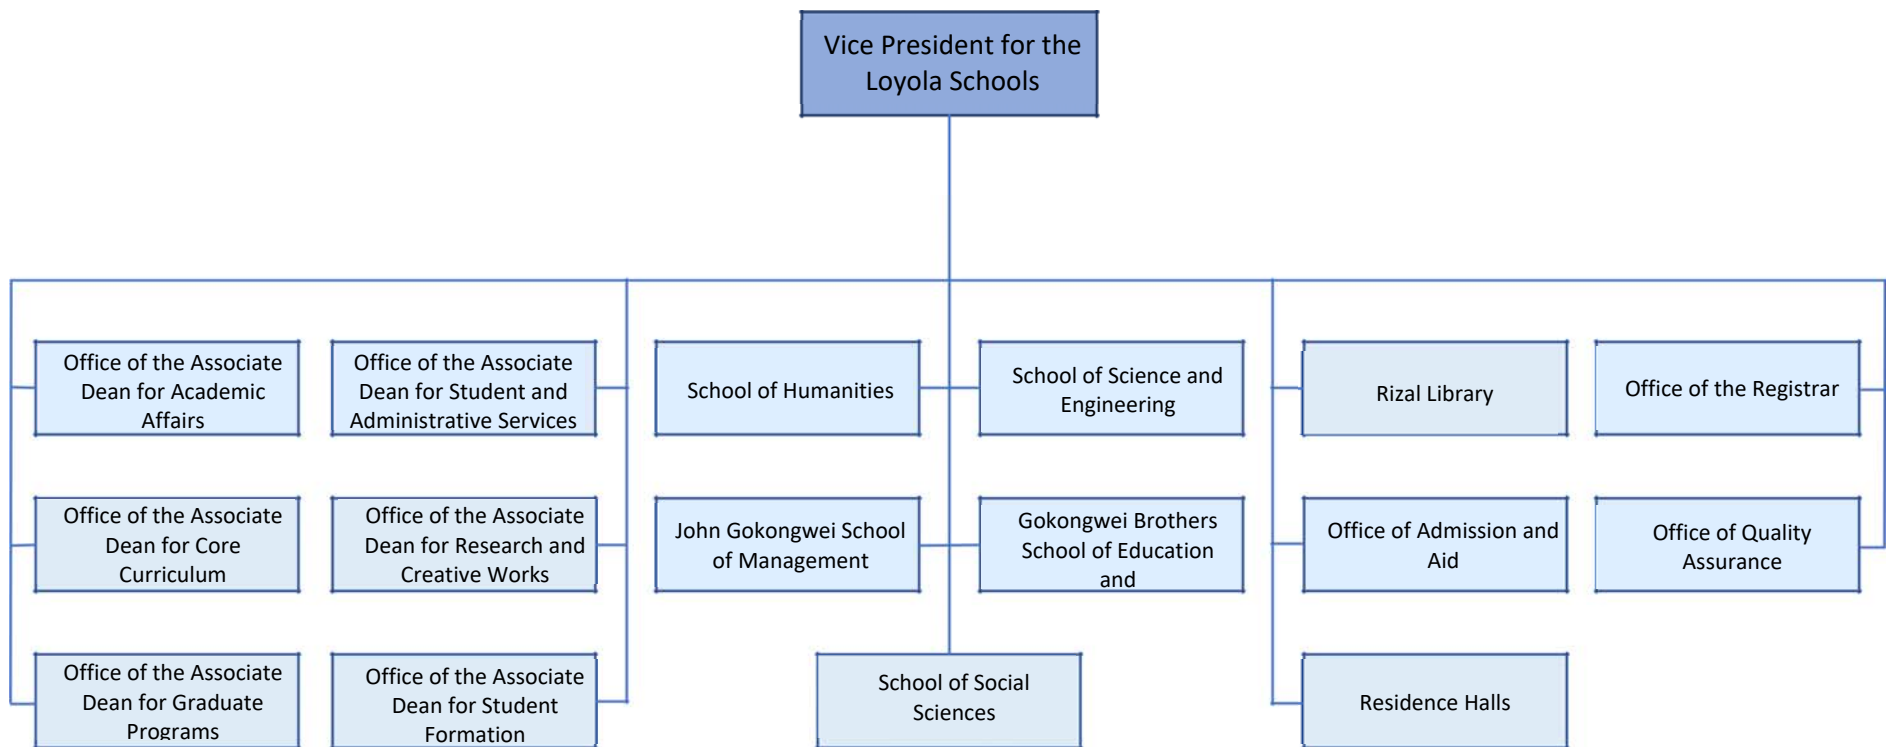 Vice President for the
Loyola Schools
Office of the Associate
Dean for Academic
Affairs
Office of the Associate
Dean for Student and
Administrative Services
School of Humanities
School of Science and
Engineering
Rizal Library
Office of the Registrar
Office of the Associate
Dean for Core
Curriculum
Office of the Associate
Dean for Research and
Creative Works
John Gokongwei School
of Management
Gokongwei Brothers
School of Education
and
Office of Admission and
Aid
Office of Quality
Assurance
Office of the Associate
Dean for Graduate
Programs
Office of the Associate
Dean for Student
Formation
School of Social
Sciences
Residence Halls